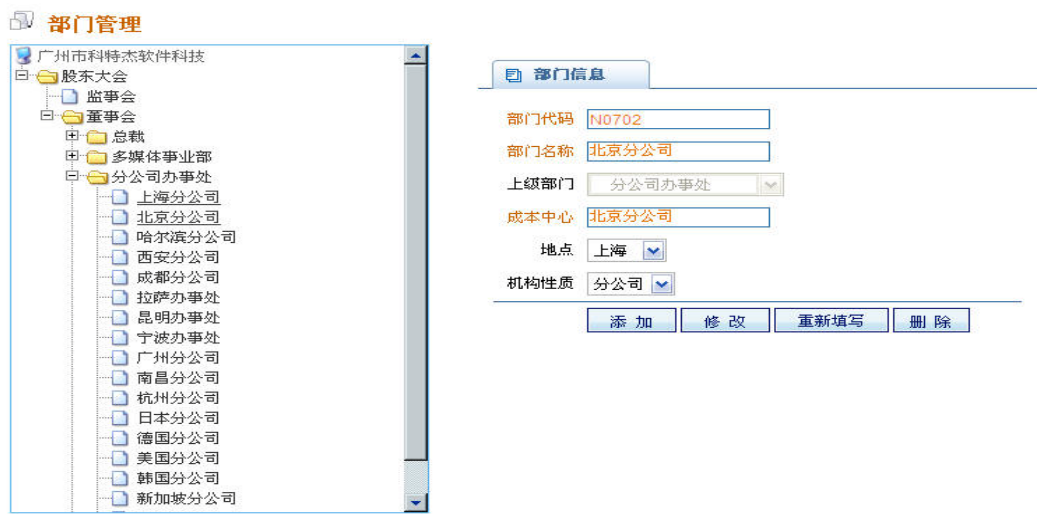 部门管理
广州市科特杰软件科技
股东大会
监事会
董事会
总裁
多媒体事业部
分公司办事处
上海分公司
北京分公司
哈尔滨分公司
西安分公司
成都分公司
拉萨办事处
昆明办事处
宁波办事处
广州分公司
南昌分公司
杭州分公司
日本分公司
德国分公司
美国分公司
韩国分公司
新加坡分公司
部门信息
部门代码 N0702
部门名称 北京分公司
上级部门 分公司办事处
成本中心 北京分公司
地点 上海
机构性质 分公司
添 加 修 改 重新填写 删 除